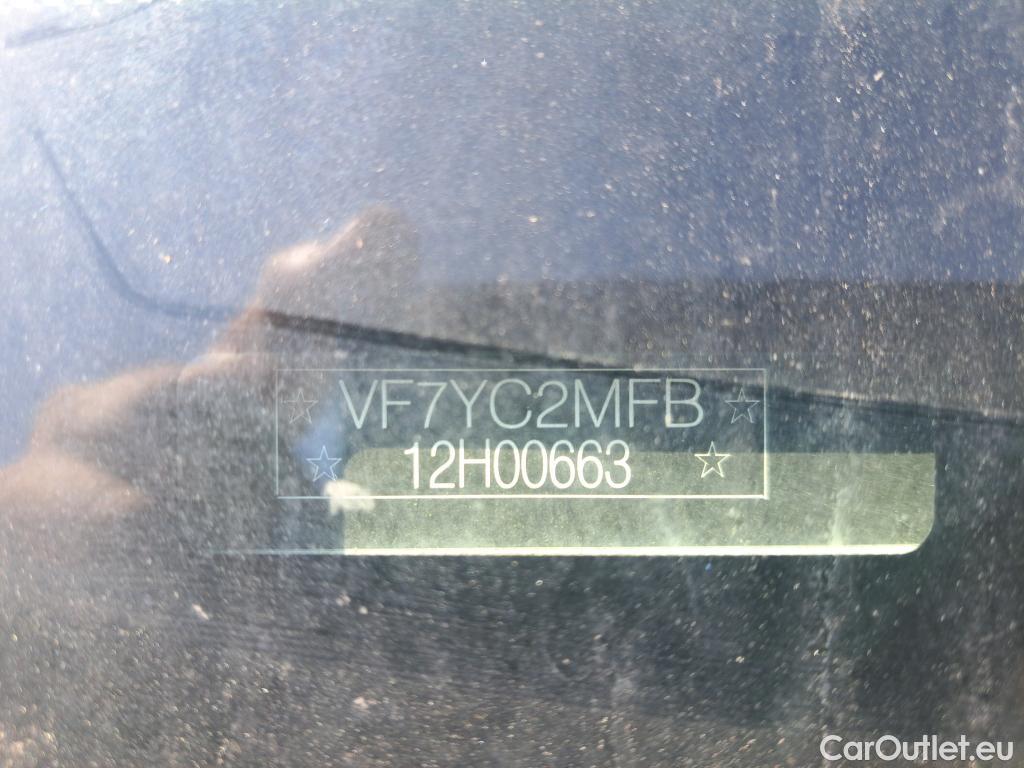 ☆ VF7YC2MFB ☆
☆ 12H00663 ☆
CarOutlet.eu